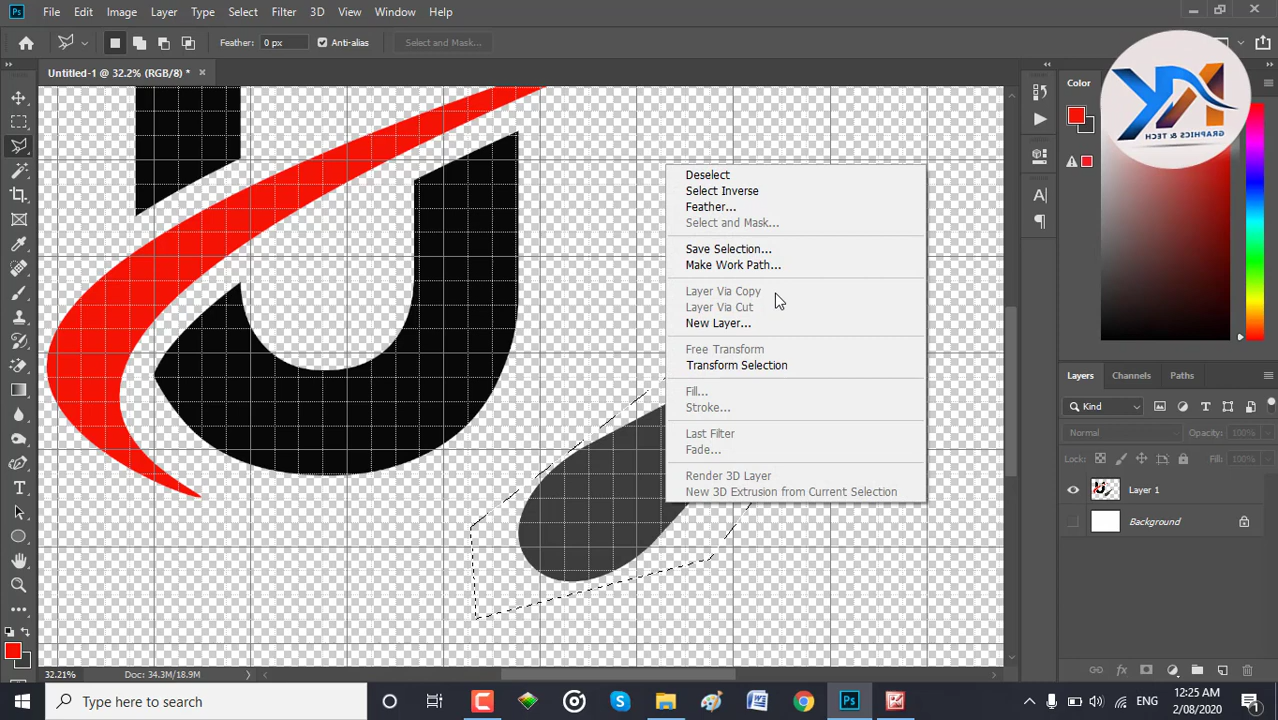 Ps File Edit Image Layer Type Select Filter 3D View Window Help
Feather: 0 px Anti-alias Select and Mask...
Untitled-1 @ 32.2% (RGB/8) *
Color
GRAPHICS & TECH
Deselect
Select Inverse
Feather...
Select and Mask...
Save Selection...
Make Work Path...
Layer Via Copy
Layer Via Cut
New Layer...
Free Transform
Transform Selection
Fill...
Stroke...
Last Filter
Fade...
Render 3D Layer
New 3D Extrusion from Current Selection
Layers Channels Paths
Kind
Normal Opacity: 100%
Lock: Fill: 100%
Layer 1
Background
32.21% Doc: 34.3M/18.9M
Type here to search
ENG
12:25 AM
2/08/2020